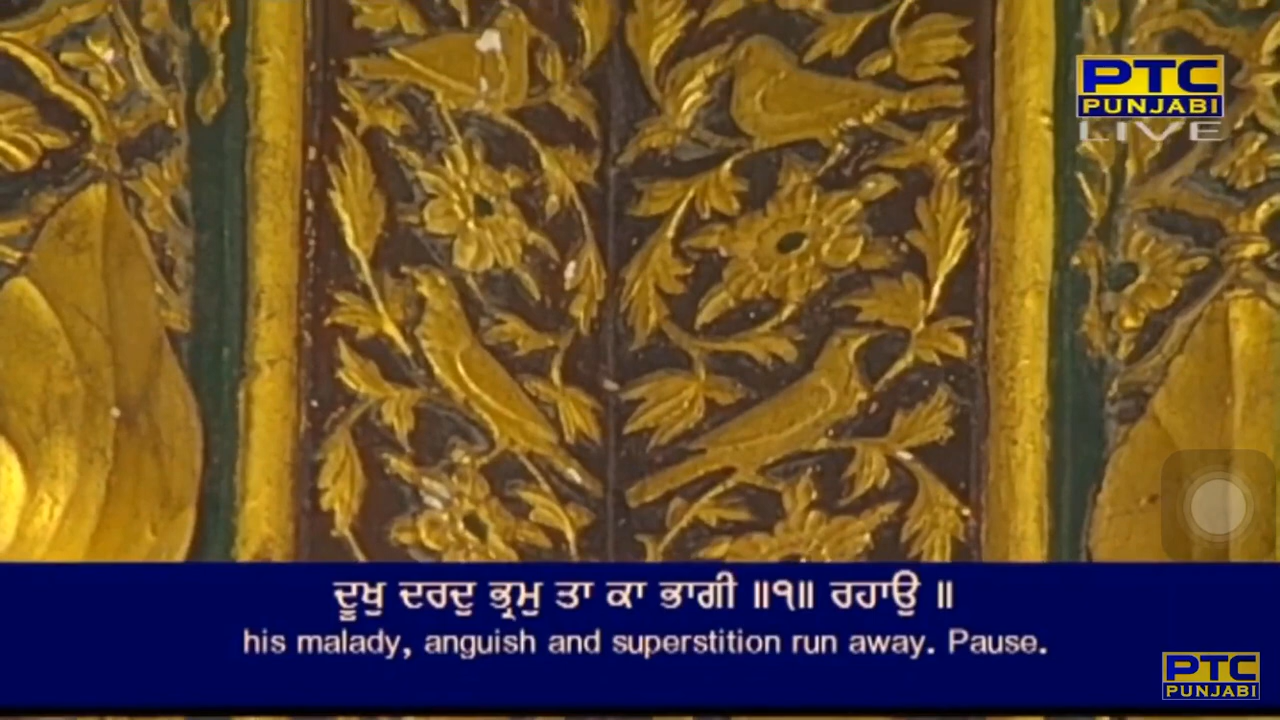 PTC
PUNJABI
LIVE
ਦੂਖੁ ਦਰਦੁ ਭ੍ਰਮੁ ਤਾ ਕਾ ਭਾਗੀ ॥੧॥ ਰਹਾਉ ॥
his malady, anguish and superstition run away. Pause.
PTC
PUNJABI